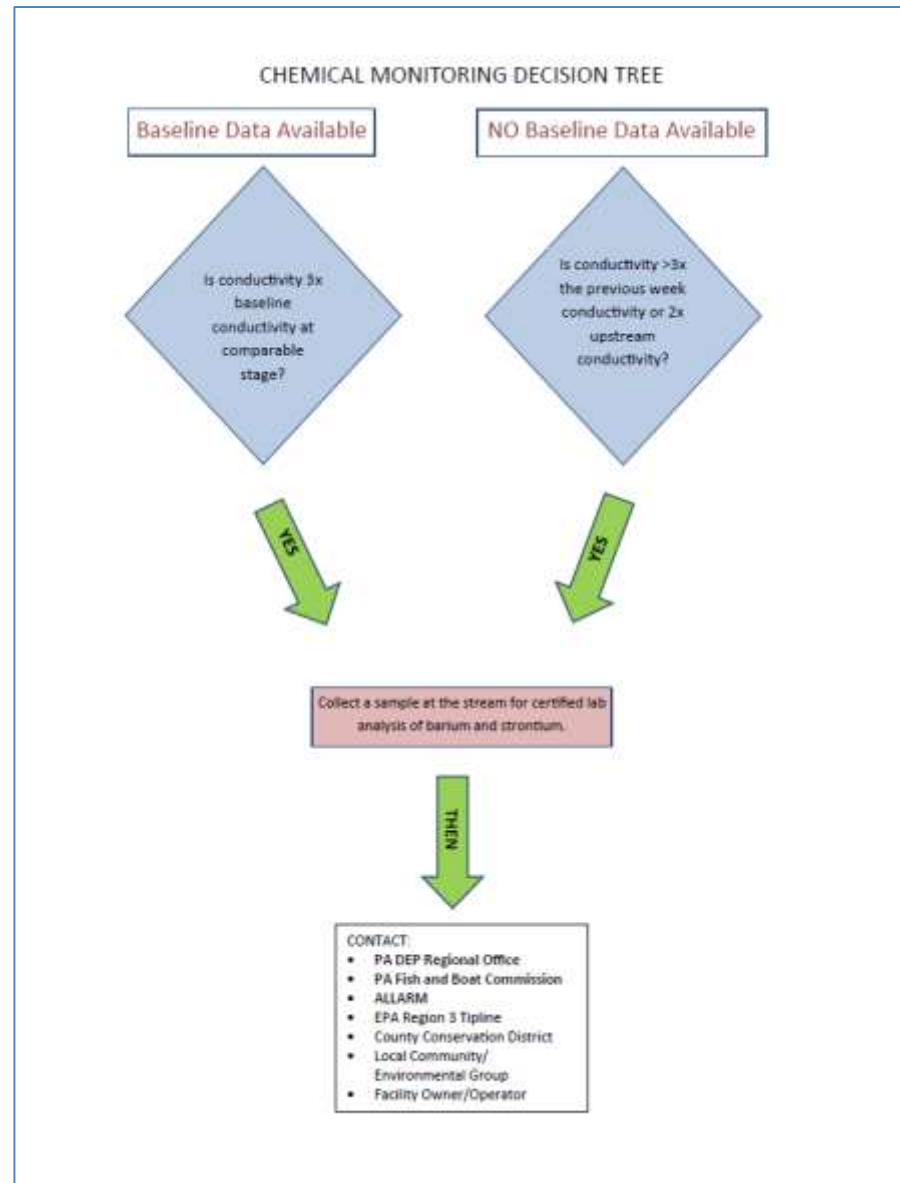 CHEMICAL MONITORING DECISION TREE
Baseline Data Available
NO Baseline Data Available
Is conductivity 3x
baseline
conductivity at
comparable
stage?
Is conductivity >3x
the previous week
conductivity or 2x
upstream
conductivity?
YES
YES
Collect a sample at the stream for certified lab
analysis of barium and strontium.
THEN
CONTACT:
• PA DEP Regional Office
• PA Fish and Boat Commission
• ALLARM
• EPA Region 3 Tipline
• County Conservation District
• Local Community/
Environmental Group
• Facility Owner/Operator